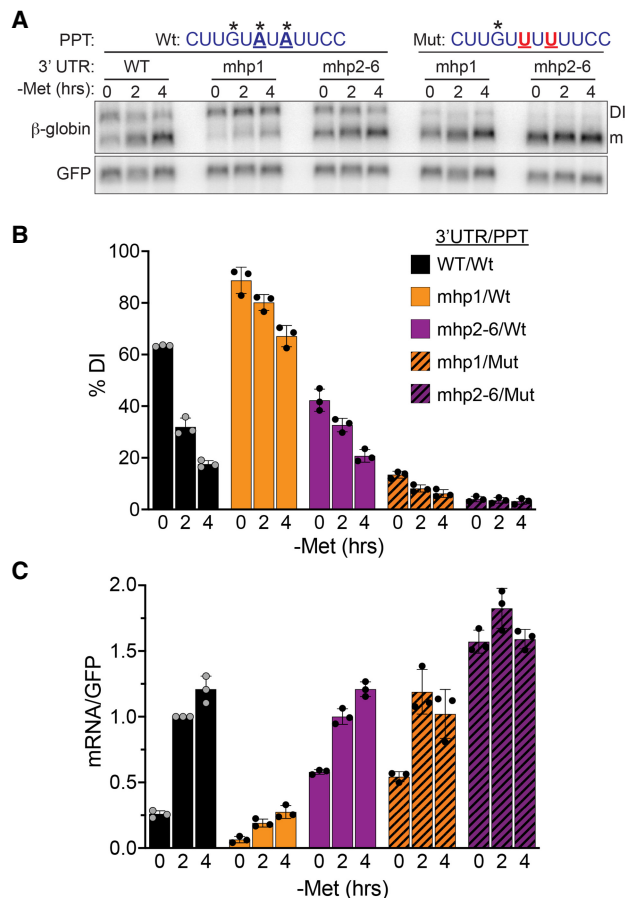 A
* * * *
PPT: Wt: CUUGUAUAUUCC Mut: CUUGUUUUUUCC
3' UTR: WT mhp1 mhp2-6 mhp1 mhp2-6
-Met (hrs) 0 2 4 0 2 4 0 2 4 0 2 4 0 2 4
β-globin DI
m
GFP
B
100
80
60
40
20
0
% DI
3'UTR/PPT
WT/Wt
mhp1/Wt
mhp2-6/Wt
mhp1/Mut
mhp2-6/Mut
0 2 4 0 2 4 0 2 4 0 2 4 0 2 4
-Met (hrs)
C
2.0
1.5
1.0
0.5
0.0
mRNA/GFP
0 2 4 0 2 4 0 2 4 0 2 4 0 2 4
-Met (hrs)